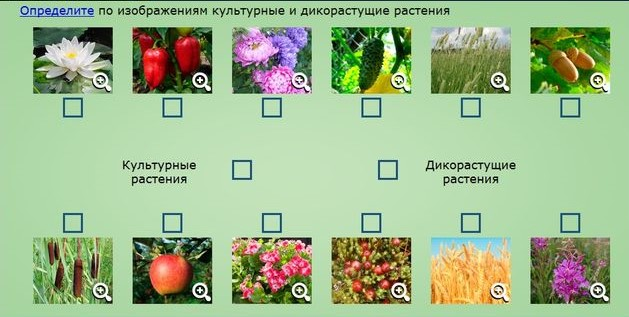 Определите по изображениям культурные и дикорастущие растения
Культурные
растения
Дикорастущие
растения